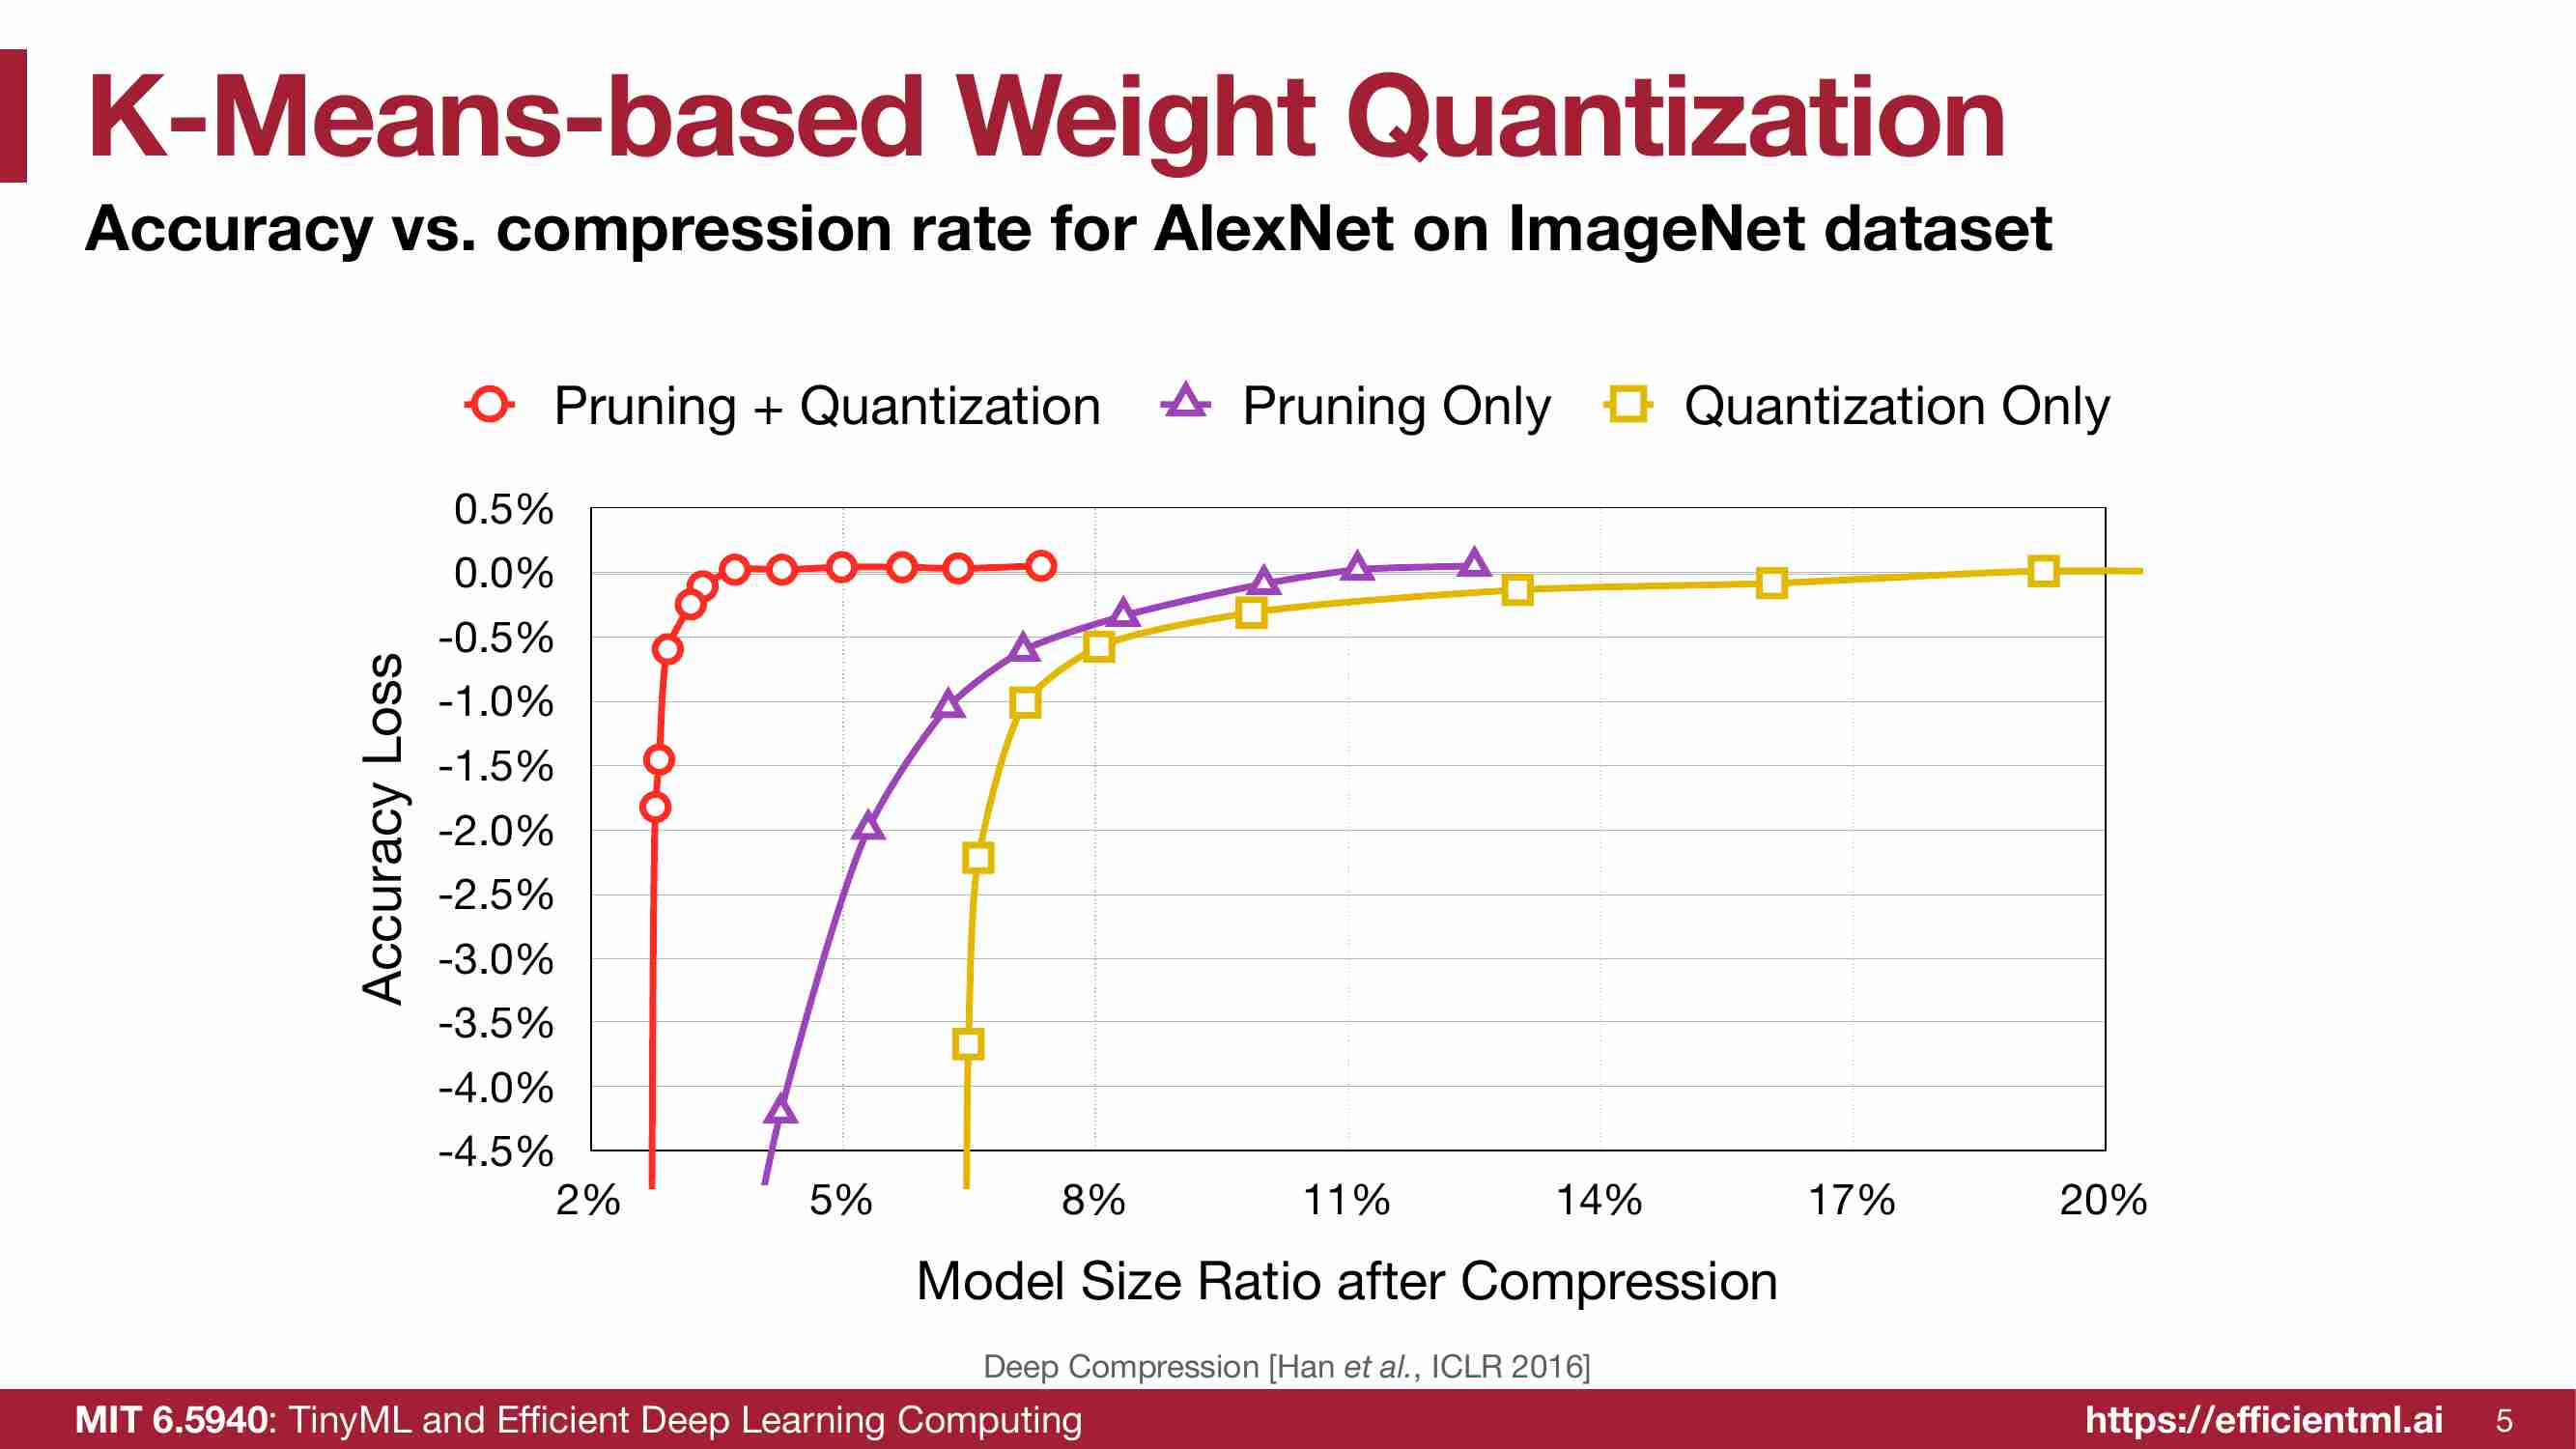 K-Means-based Weight Quantization
Accuracy vs. compression rate for AlexNet on ImageNet dataset
Pruning + Quantization Pruning Only Quantization Only
0.5%
0.0%
-0.5%
-1.0%
-1.5%
-2.0%
-2.5%
-3.0%
-3.5%
-4.0%
-4.5%
Accuracy Loss
2% 5% 8% 11% 14% 17% 20%
Model Size Ratio after Compression
Deep Compression [Han et al., ICLR 2016]
MIT 6.5940: TinyML and Efficient Deep Learning Computing https://efficientml.ai 5